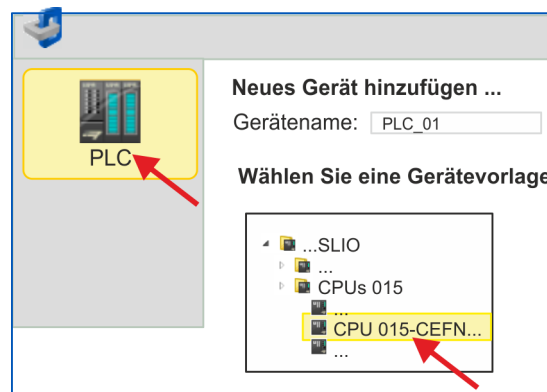 PLC
Neues Gerät hinzufügen ...
Gerätename: PLC_01
Wählen Sie eine Gerätevorlage
...SLIO
...
CPUs 015
...
CPU 015-CEFN...
...